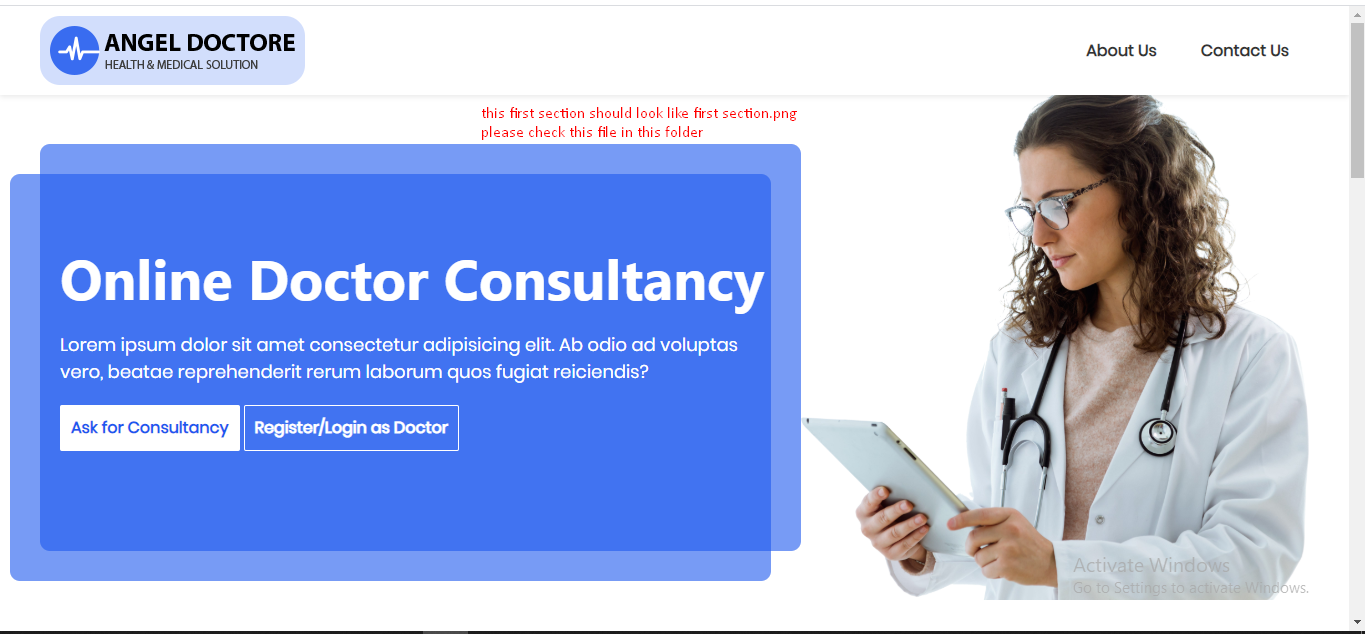 ANGEL DOCTORE
HEALTH & MEDICAL SOLUTION
About Us
Contact Us
this first section should look like first section.png
please check this file in this folder
Online Doctor Consultancy
Lorem ipsum dolor sit amet consectetur adipisicing elit. Ab odio ad voluptas
vero, beatae reprehenderit rerum laborum quos fugiat reiciendis?
Ask for Consultancy
Register/Login as Doctor
Activate Windows
Go to Settings to activate Windows.